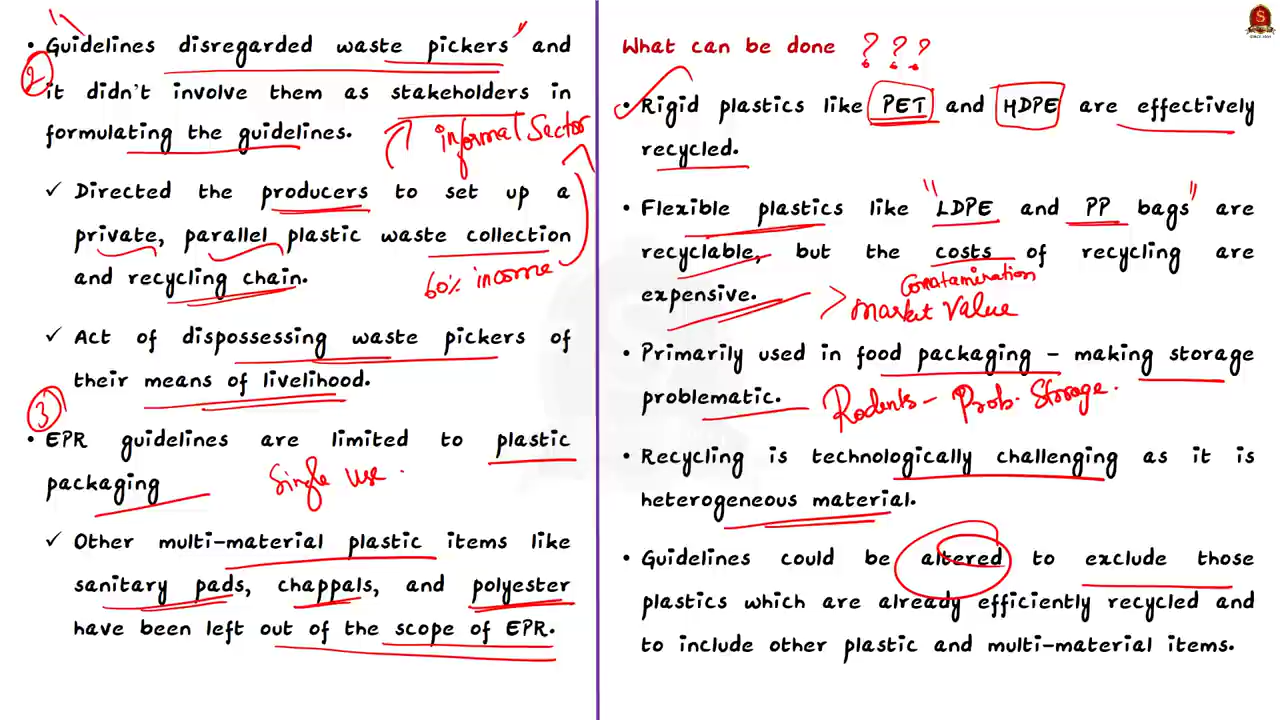 • Guidelines disregarded waste pickers and
2 it didn't involve them as stakeholders in
formulating the guidelines.
informal Sector
✓ Directed the producers to set up a
private, parallel plastic waste collection
and recycling chain.
60% income
✓ Act of dispossessing waste pickers of
their means of livelihood.
3
• EPR guidelines are limited to plastic
packaging
Single use.
✓ Other multi-material plastic items like
sanitary pads, chappals, and polyester
have been left out of the scope of EPR.
What can be done ???
• Rigid plastics like PET and HDPE are effectively
recycled.
• Flexible plastics like "LDPE and PP bags" are
recyclable, but the costs of recycling are
expensive.
Market Value
• Primarily used in food packaging – making storage
problematic.
Rodents – Prob. Storage.
• Recycling is technologically challenging as it is
heterogeneous material.
• Guidelines could be altered to exclude those
plastics which are already efficiently recycled and
to include other plastic and multi-material items.